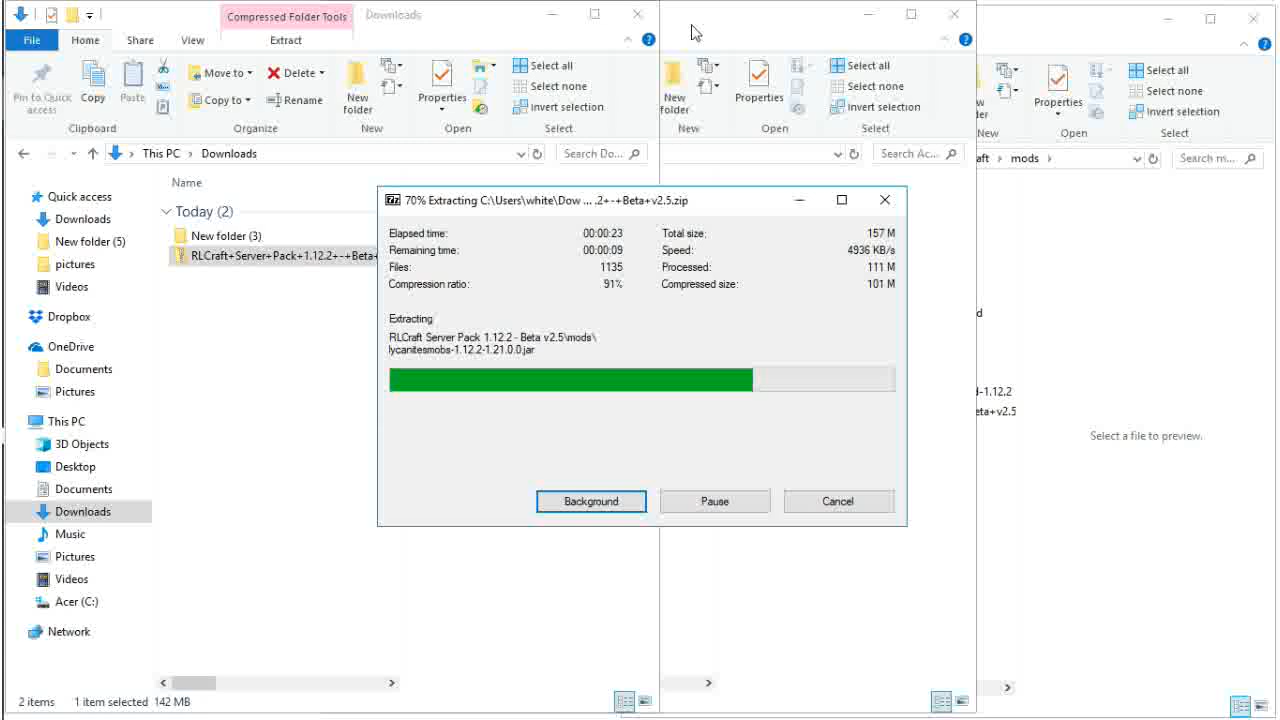 Compressed Folder Tools
Downloads
File
Home
Share
View
Extract
Pin to Quick access
Copy
Paste
Clipboard
Move to
Copy to
Delete
Rename
Organize
New folder
New
Properties
Open
Select all
Select none
Invert selection
Select
New folder
New
Properties
Open
Select all
Select none
Invert selection
Select
Properties
New
Open
Select all
Select none
Invert selection
Select
This PC > Downloads
Search Do...
Search Ac...
mods
Search m...
Quick access
Downloads
New folder (5)
pictures
Videos
Dropbox
OneDrive
Documents
Pictures
This PC
3D Objects
Desktop
Documents
Downloads
Music
Pictures
Videos
Acer (C:)
Network
Name
Today (2)
New folder (3)
RLCraft+Server+Pack+1.12.2+-+Beta+
7z 70% Extracting C:\Users\white\Dow ... .2+-+Beta+v2.5.zip
Elapsed time: 00:00:23
Total size: 157 M
Remaining time: 00:00:09
Speed: 4936 KB/s
Files: 1135
Processed: 111 M
Compression ratio: 91%
Compressed size: 101 M
Extracting
RLCraft Server Pack 1.12.2 - Beta v2.5\mods\
lycanitesmobs-1.12.2-1.21.0.0.jar
Background
Pause
Cancel
d-1.12.2
eta+v2.5
Select a file to preview.
2 items
1 item selected 142 MB